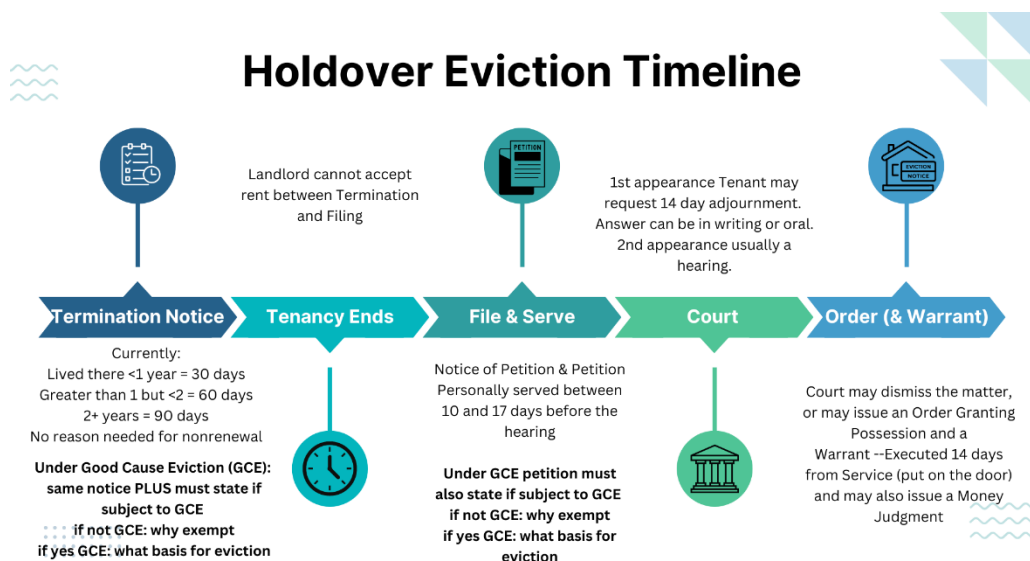 Holdover Eviction Timeline
Landlord cannot accept
rent between Termination
and Filing
PETITION
1st appearance Tenant may
request 14 day adjournment.
Answer can be in writing or oral.
2nd appearance usually a
hearing.
EVICTION
NOTICE
Termination Notice
Tenancy Ends
File & Serve
Court
Order (& Warrant)
Currently:
Lived there <1 year = 30 days
Greater than 1 but <2 = 60 days
2+ years = 90 days
No reason needed for nonrenewal
Under Good Cause Eviction (GCE):
same notice PLUS must state if
subject to GCE
if not GCE: why exempt
if yes GCE: what basis for eviction
Notice of Petition & Petition
Personally served between
10 and 17 days before the
hearing
Under GCE petition must
also state if subject to GCE
if not GCE: why exempt
if yes GCE: what basis for
eviction
Court may dismiss the matter,
or may issue an Order Granting
Possession and a
Warrant --Executed 14 days
from Service (put on the door)
and may also issue a Money
Judgment